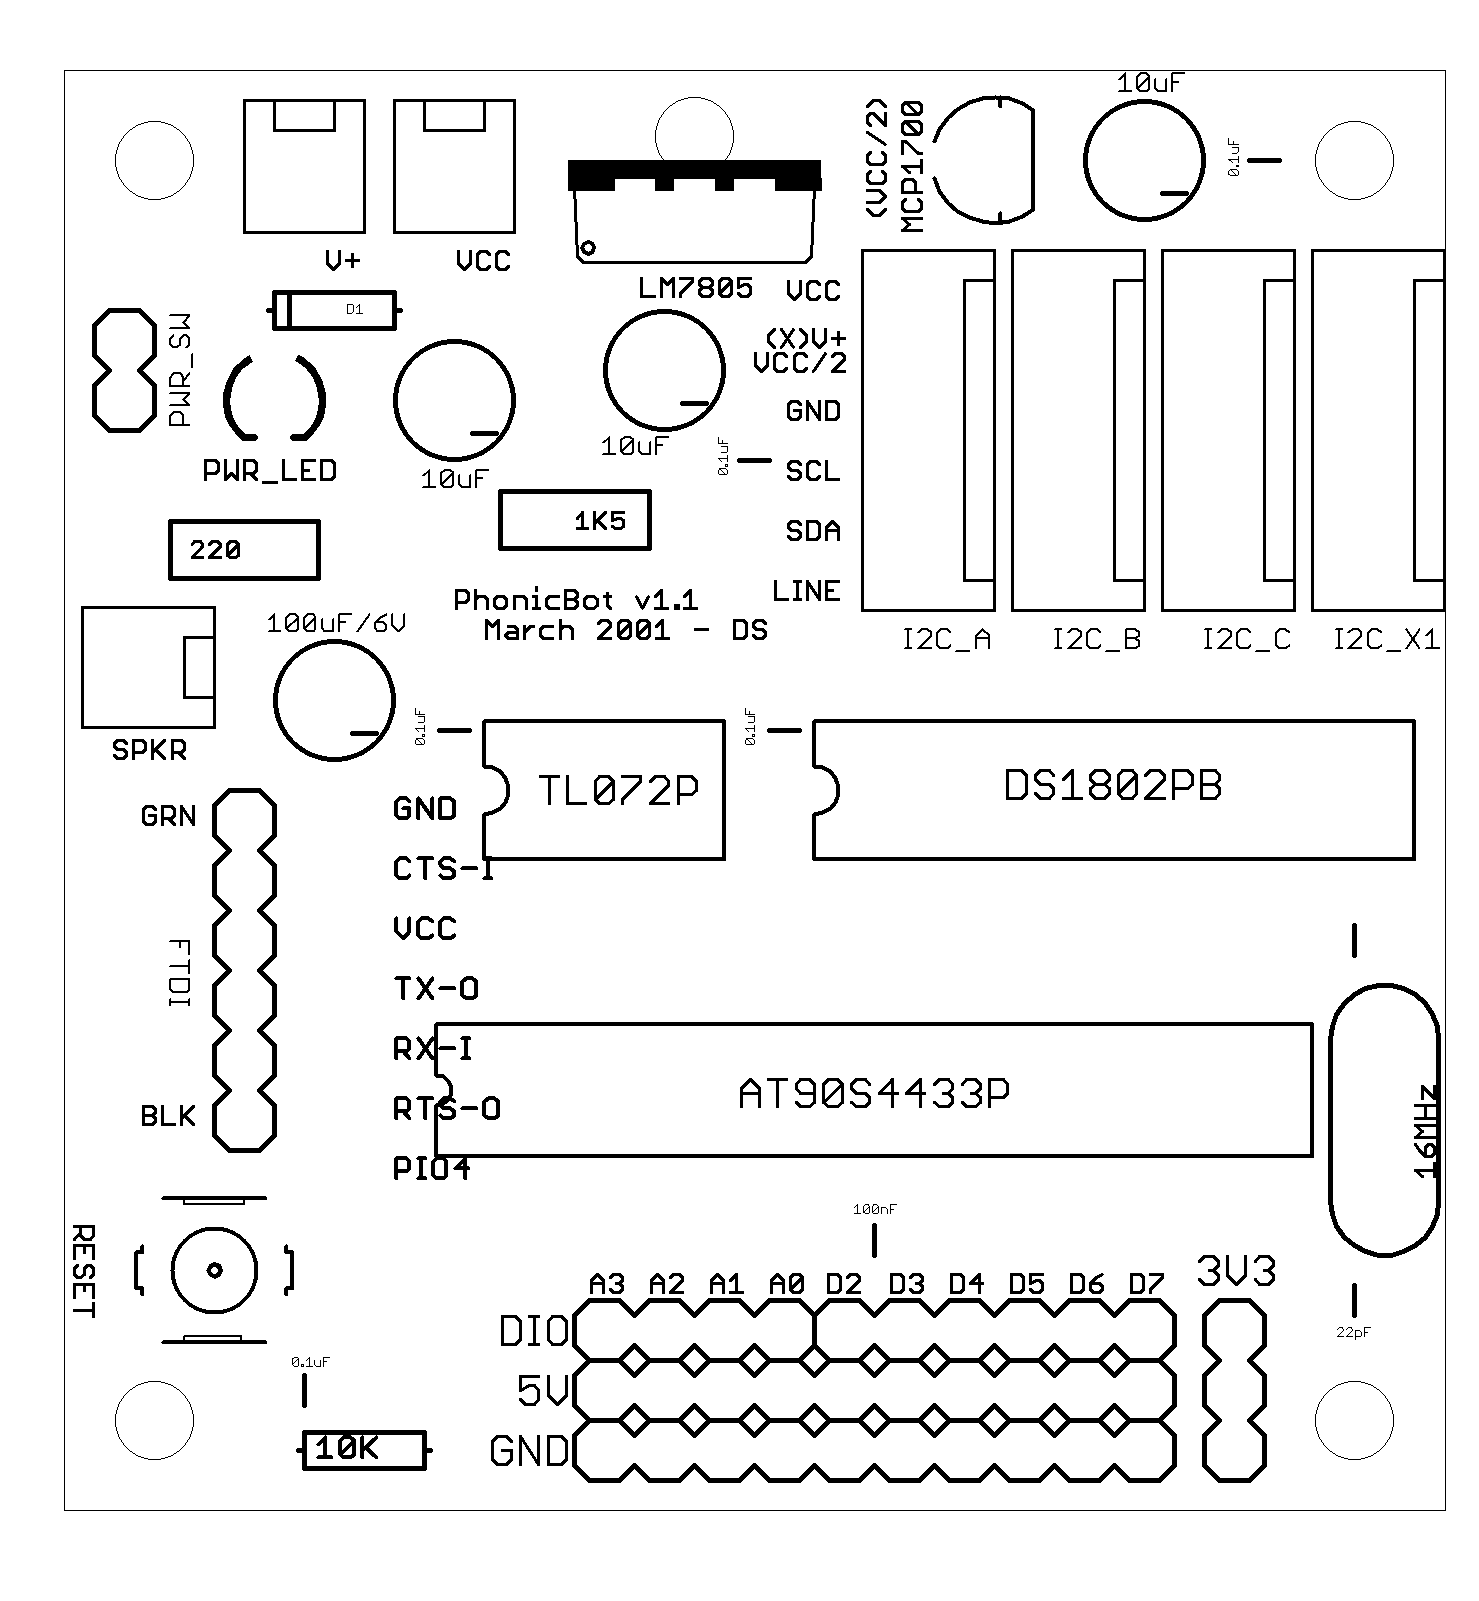 10uF
(VCC/2)
MCP1700
0.1uF
V+
VCC
LM7805
VCC
D1
PWR_SW
(X)V+
VCC/2
GND
10uF
0.1uF
SCL
PWR_LED
10uF
1K5
SDA
220
LINE
PhonicBot v1.1
March 2001 - DS
100uF/6V
I2C_A
I2C_B
I2C_C
I2C_X1
SPKR
0.1uF
0.1uF
TL072P
DS1802PB
GRN
GND
CTS-I
VCC
FTDI
TX-O
RX-I
AT90S4433P
BLK
RTS-O
PIO4
16MHz
100nF
RESET
A3 A2 A1 A0 D2 D3 D4 D5 D6 D7
3V3
DIO
22pF
0.1uF
5V
10K
GND